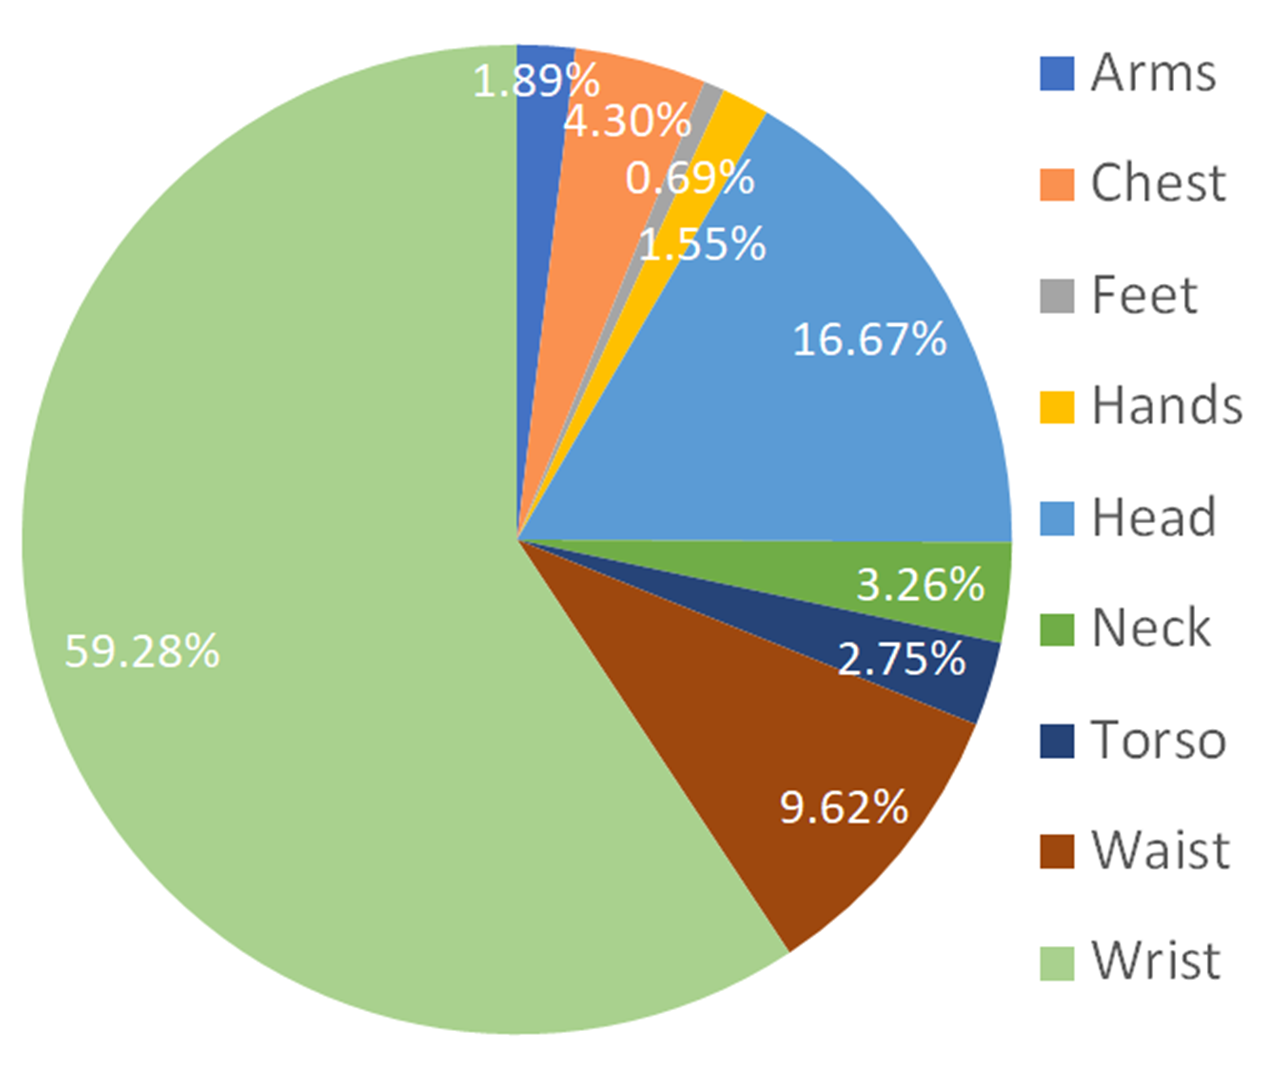 1.89%
4.30%
0.69%
1.55%
16.67%
3.26%
2.75%
9.62%
59.28%
Arms
Chest
Feet
Hands
Head
Neck
Torso
Waist
Wrist